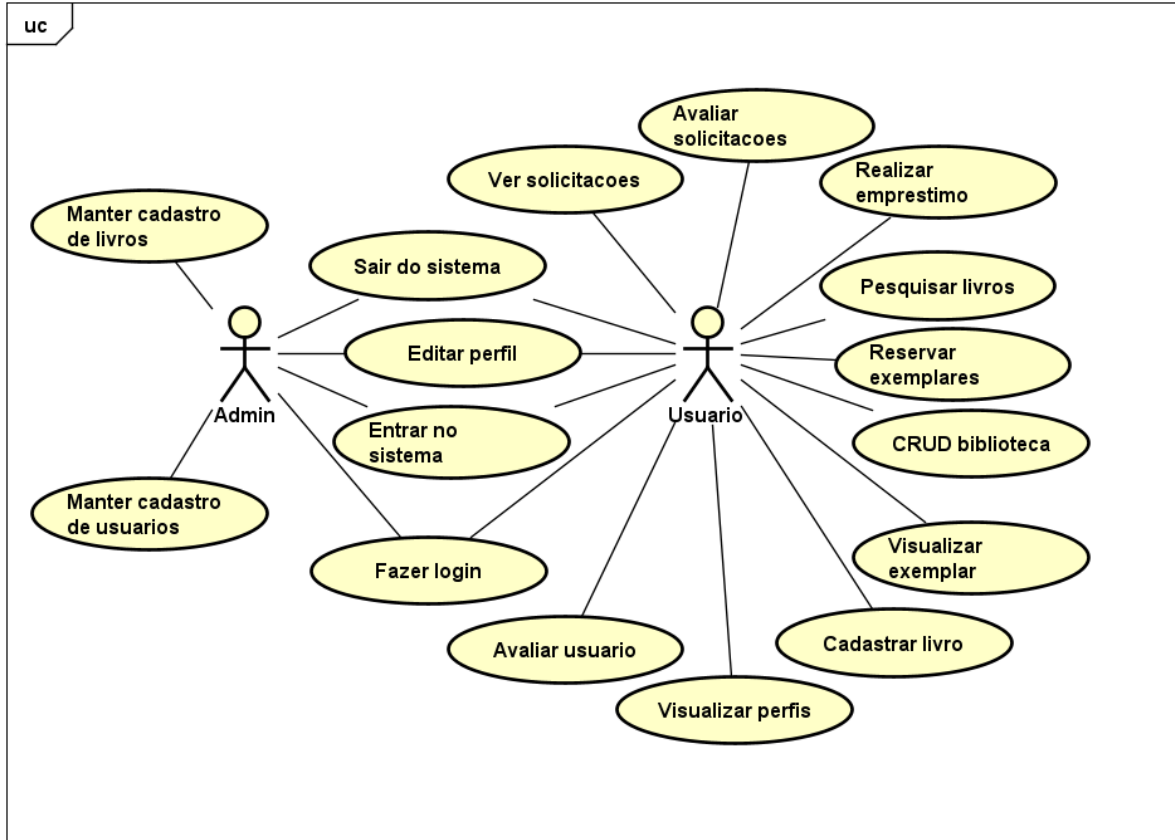 uc
Avaliar
solicitacoes
Ver solicitacoes
Realizar
emprestimo
Manter cadastro
de livros
Sair do sistema
Pesquisar livros
Editar perfil
Reservar
exemplares
Admin
Usuario
Entrar no
sistema
CRUD biblioteca
Manter cadastro
de usuarios
Visualizar
exemplar
Fazer login
Avaliar usuario
Cadastrar livro
Visualizar perfis